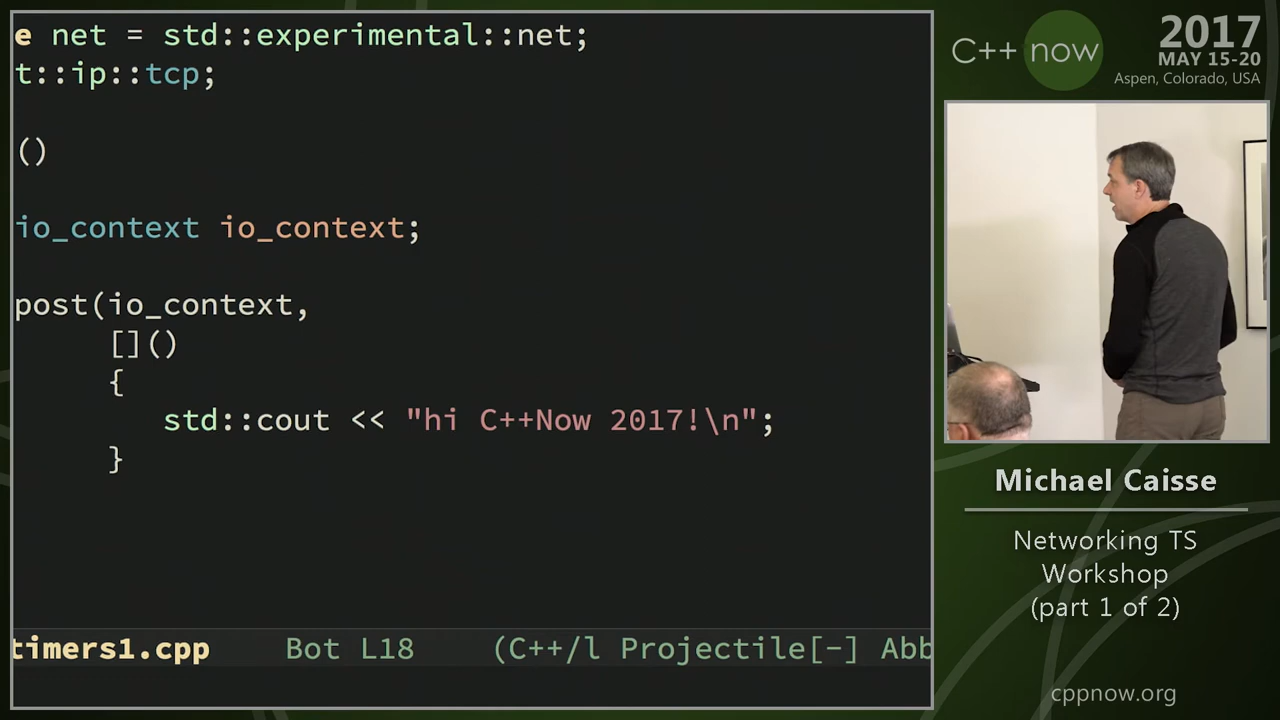 e net = std::experimental::net;
t::ip::tcp;
()
io_context io_context;
post(io_context,
[]()
{
std::cout << "hi C++Now 2017!\n";
}
timers1.cpp Bot L18 (C++/l Projectile[-] Abb
C++ now
2017
MAY 15-20
Aspen, Colorado, USA
Michael Caisse
Networking TS
Workshop
(part 1 of 2)
cppnow.org